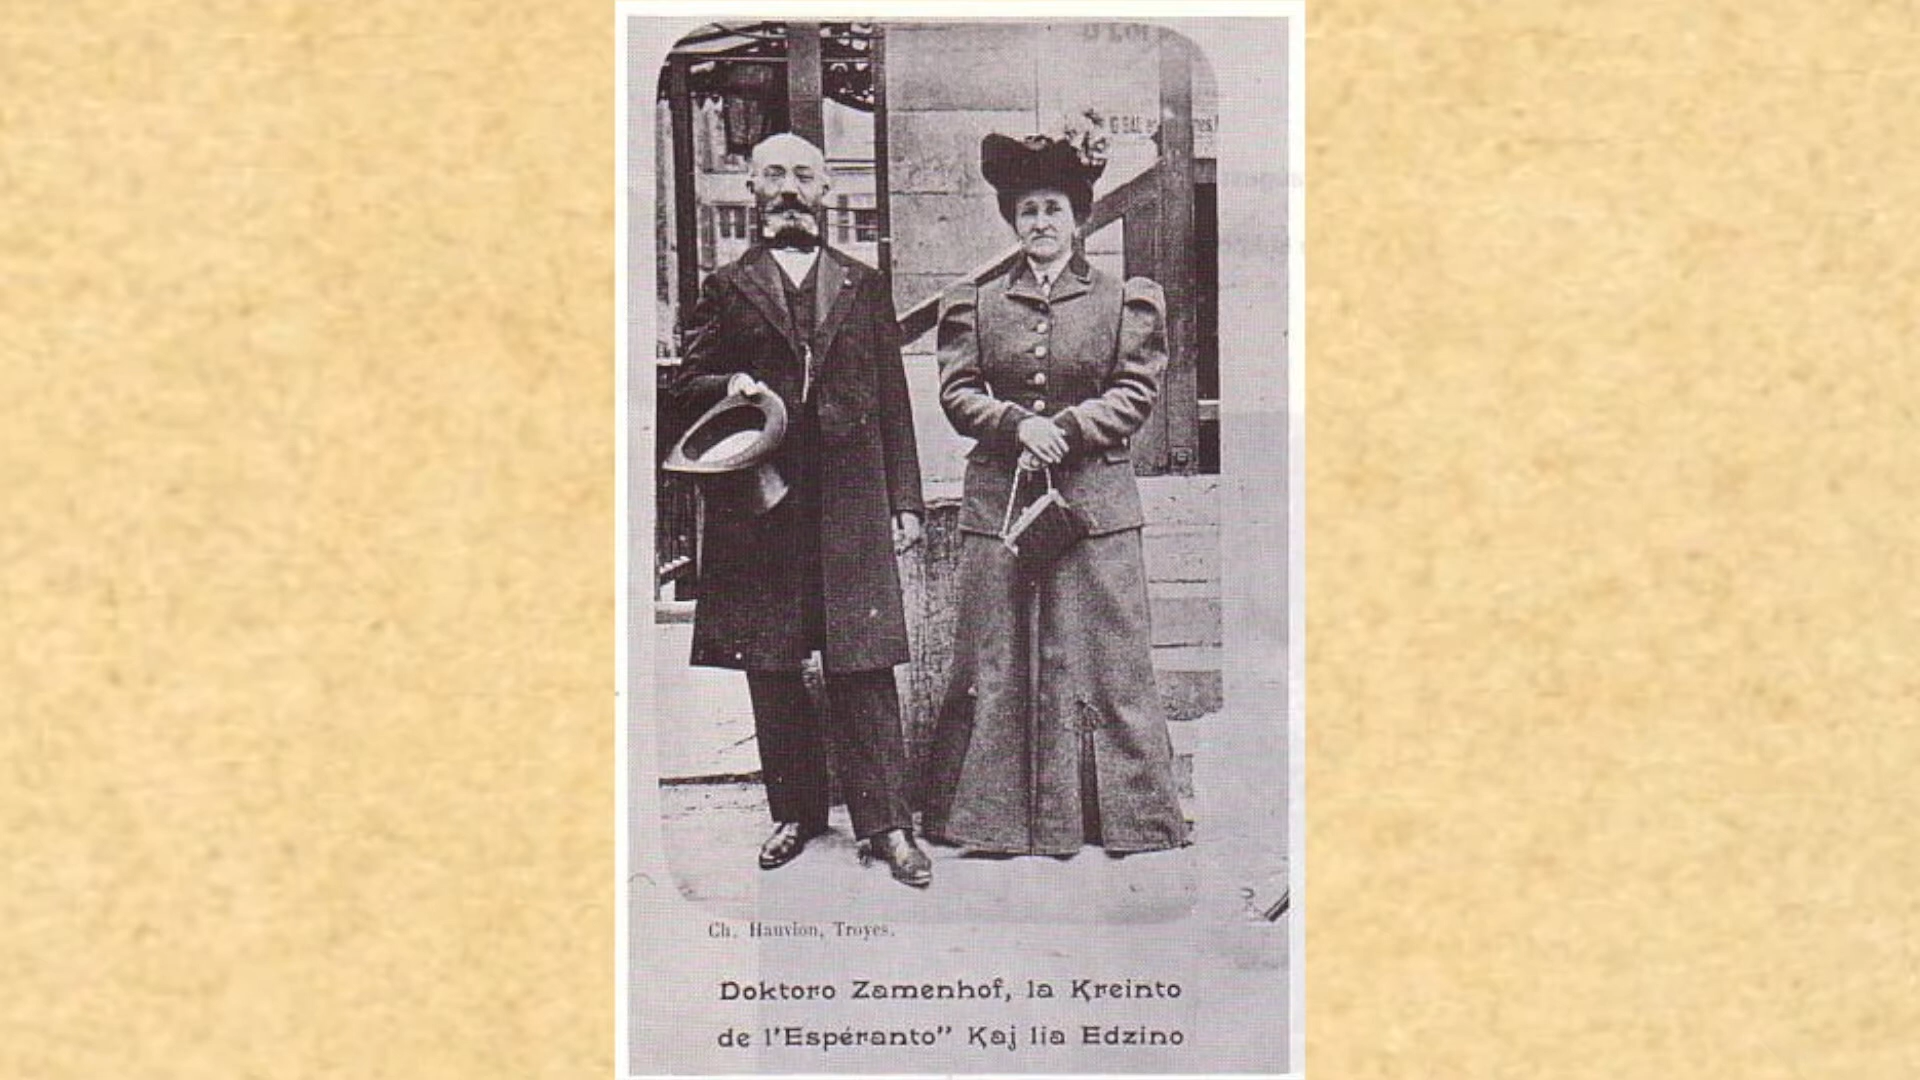 Ch. Hauvion, Troyes.
Doktoro Zamenhof, la Kreinto
de l'Espéranto" Kaj lia Edzino